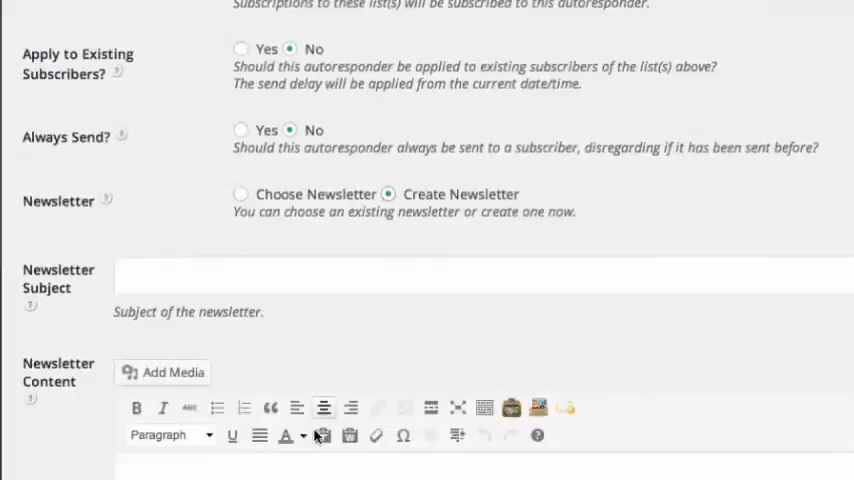 Subscriptions to these list(s) will be subscribed to this autoresponder.
Apply to Existing
Subscribers? ?
Yes No
Should this autoresponder be applied to existing subscribers of the list(s) above?
The send delay will be applied from the current date/time.
Always Send? ?
Yes No
Should this autoresponder always be sent to a subscriber, disregarding if it has been sent before?
Newsletter ?
Choose Newsletter Create Newsletter
You can choose an existing newsletter or create one now.
Newsletter
Subject
?
Subject of the newsletter.
Newsletter
Content
?
Add Media
B I ABC
Paragraph U A W Ω ?